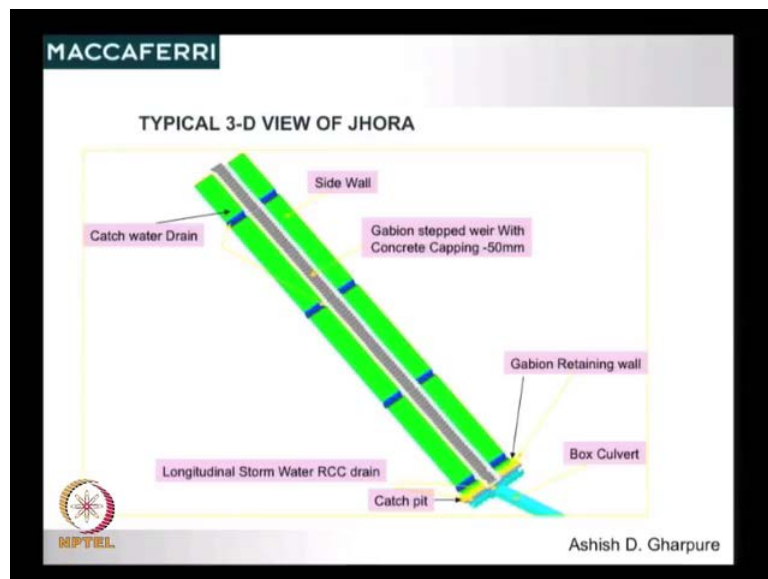 MACCAFERRI
TYPICAL 3-D VIEW OF JHORA
Side Wall
Catch water Drain
Gabion stepped weir With
Concrete Capping -50mm
Gabion Retaining wall
Box Culvert
Longitudinal Storm Water RCC drain
Catch pit
NPTEL
Ashish D. Gharpure